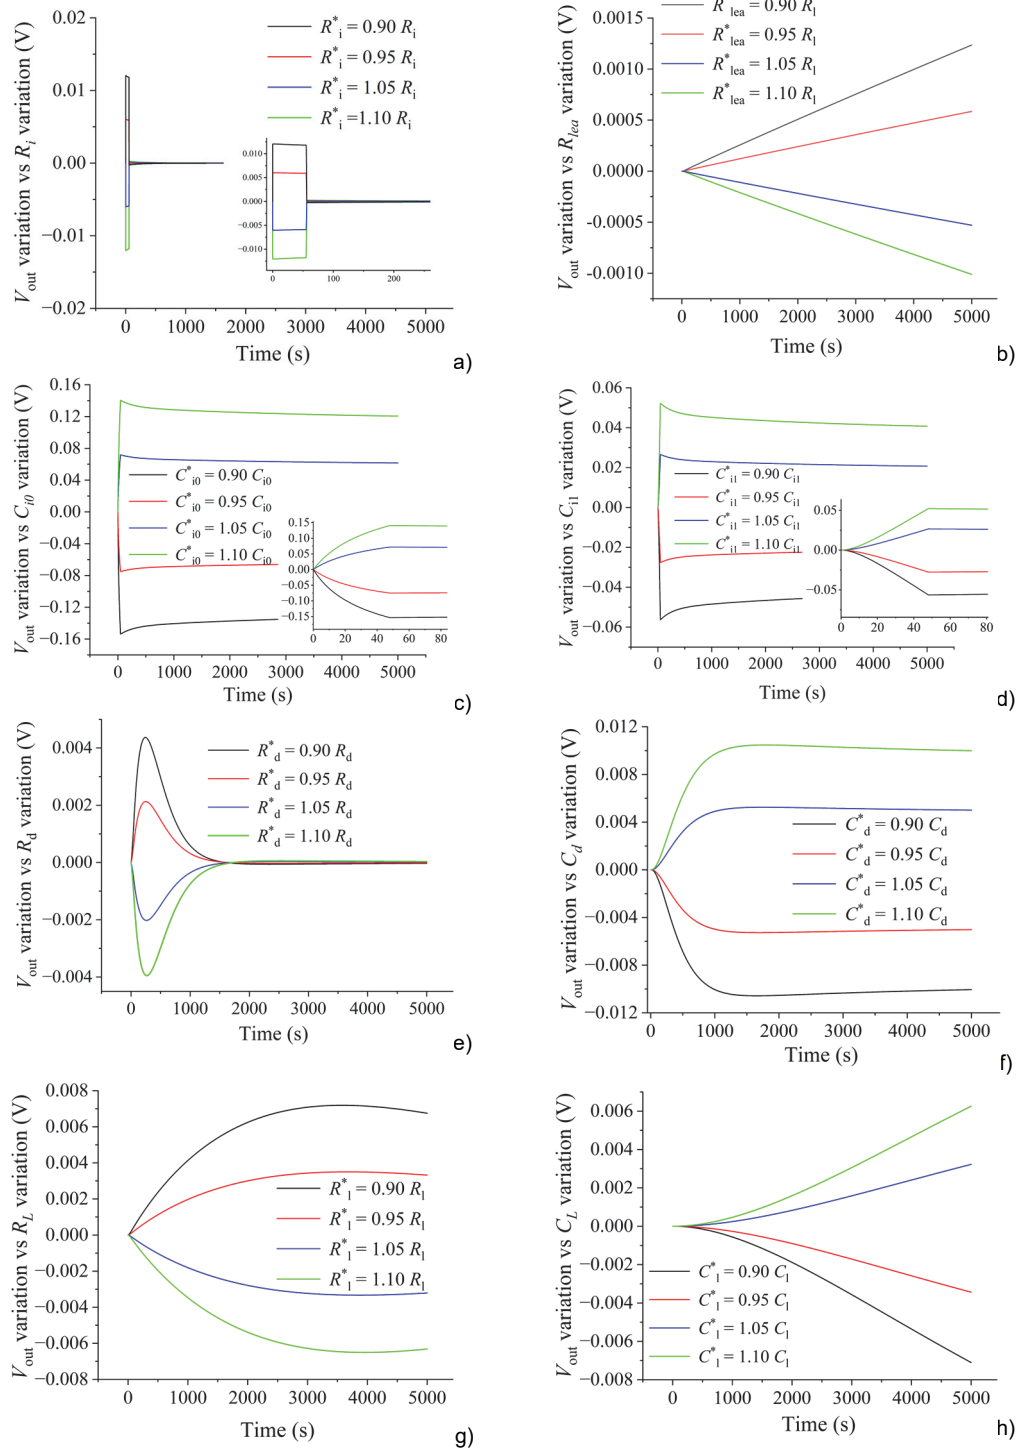 0.02
0.01
0.00
−0.01
−0.02
V_out variation vs R_i variation (V)
R*_i = 0.90 R_i
R*_i = 0.95 R_i
R*_i = 1.05 R_i
R*_i =1.10 R_i
0.010
0.005
0.000
−0.005
−0.010
0 200
0 1000 2000 3000 4000 5000
Time (s)
a)
0.0015
0.0010
0.0005
0.0000
-0.0005
-0.0010
V_out variation vs R_lea variation (V)
R_lea = 0.90 R_l
R*_lea = 0.95 R_l
R*_lea = 1.05 R_l
R*_lea = 1.10 R_l
0 1000 2000 3000 4000 5000
Time (s)
b)
0.16
0.12
0.08
0.04
0.00
−0.04
−0.08
−0.12
−0.16
V_out variation vs C_i0 variation (V)
C*_i0 = 0.90 C_i0
C*_i0 = 0.95 C_i0
C*_i0 = 1.05 C_i0
C*_i0 = 1.10 C_i0
0.15
0.10
0.05
0.00
−0.05
−0.10
−0.15
0 20 40 60 80
0 1000 2000 3000 4000 5000
Time (s)
c)
0.06
0.04
0.02
0.00
−0.02
−0.04
−0.06
V_out variation vs C_i1 variation (V)
C*_i1 = 0.90 C_i1
C*_i1 = 0.95 C_i1
C*_i1 = 1.05 C_i1
C*_i1 = 1.10 C_i1
0.05
0.00
−0.05
0 20 40 60 80
0 1000 2000 3000 4000 5000
Time (s)
d)
0.004
0.002
0.000
−0.002
−0.004
V_out variation vs R_d variation (V)
R*_d = 0.90 R_d
R*_d = 0.95 R_d
R*_d = 1.05 R_d
R*_d = 1.10 R_d
0 1000 2000 3000 4000 5000
Time (s)
e)
0.012
0.008
0.004
0.000
−0.004
−0.008
−0.012
V_out variation vs C_d variation (V)
C*_d = 0.90 C_d
C*_d = 0.95 C_d
C*_d = 1.05 C_d
C*_d = 1.10 C_d
0 1000 2000 3000 4000 5000
Time (s)
f)
0.008
0.006
0.004
0.002
0.000
−0.002
−0.004
−0.006
−0.008
V_out variation vs R_L variation (V)
R*_l = 0.90 R_l
R*_l = 0.95 R_l
R*_l = 1.05 R_l
R*_l = 1.10 R_l
0 1000 2000 3000 4000 5000
Time (s)
g)
0.006
0.004
0.002
0.000
−0.002
−0.004
−0.006
−0.008
V_out variation vs C_L variation (V)
C*_l = 0.90 C_l
C*_l = 0.95 C_l
C*_l = 1.05 C_l
C*_l = 1.10 C_l
0 1000 2000 3000 4000 5000
Time (s)
h)